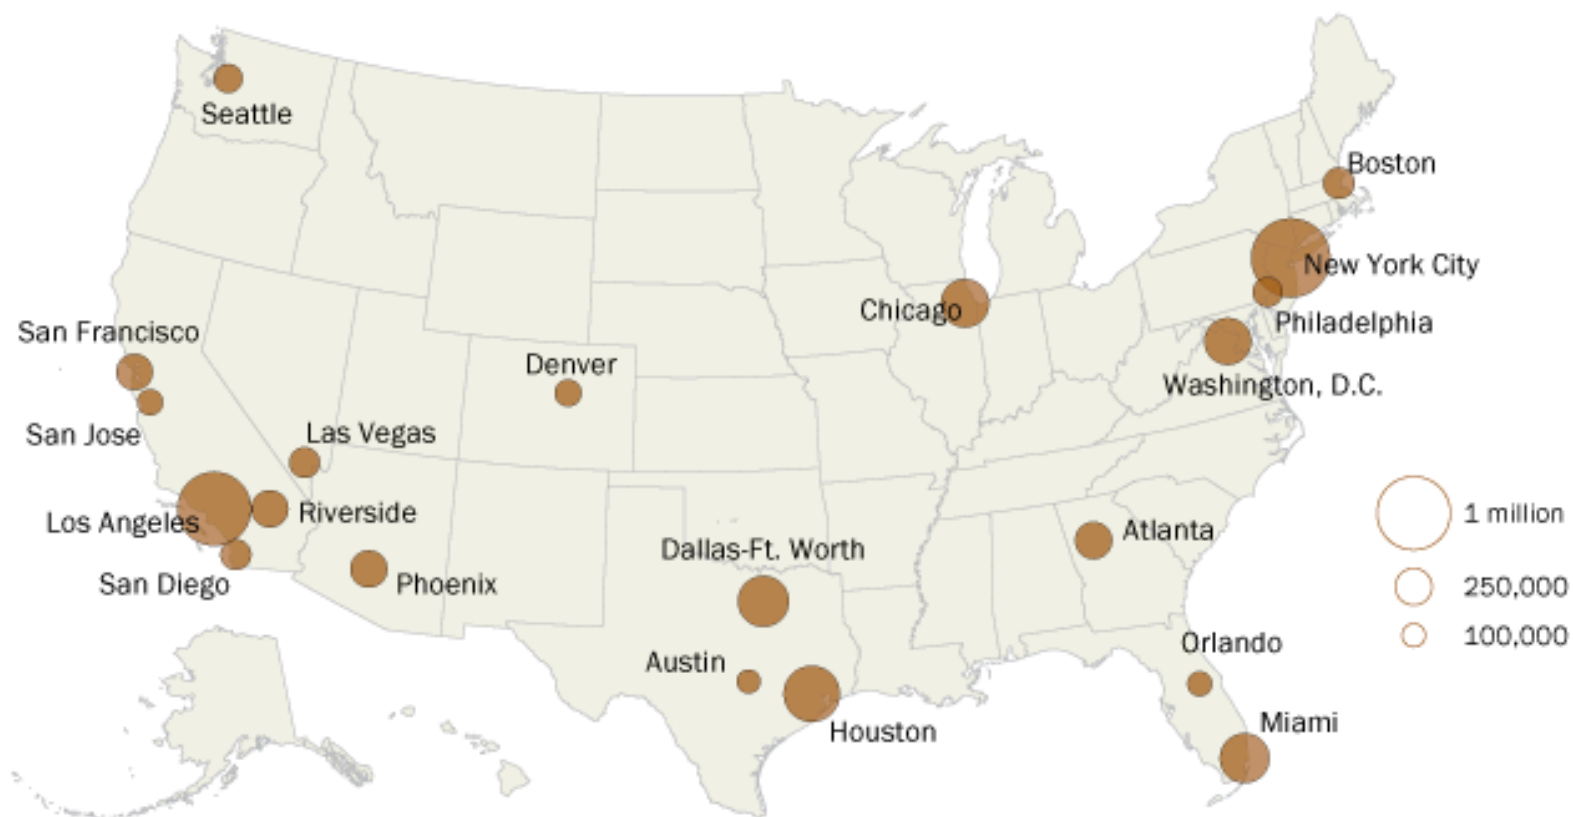 Seattle
Boston
New York City
Chicago
Philadelphia
San Francisco
Denver
Washington, D.C.
San Jose
Las Vegas
Los Angeles
Riverside
1 million
Atlanta
Dallas-Ft. Worth
San Diego
Phoenix
250,000
100,000
Orlando
Austin
Miami
Houston